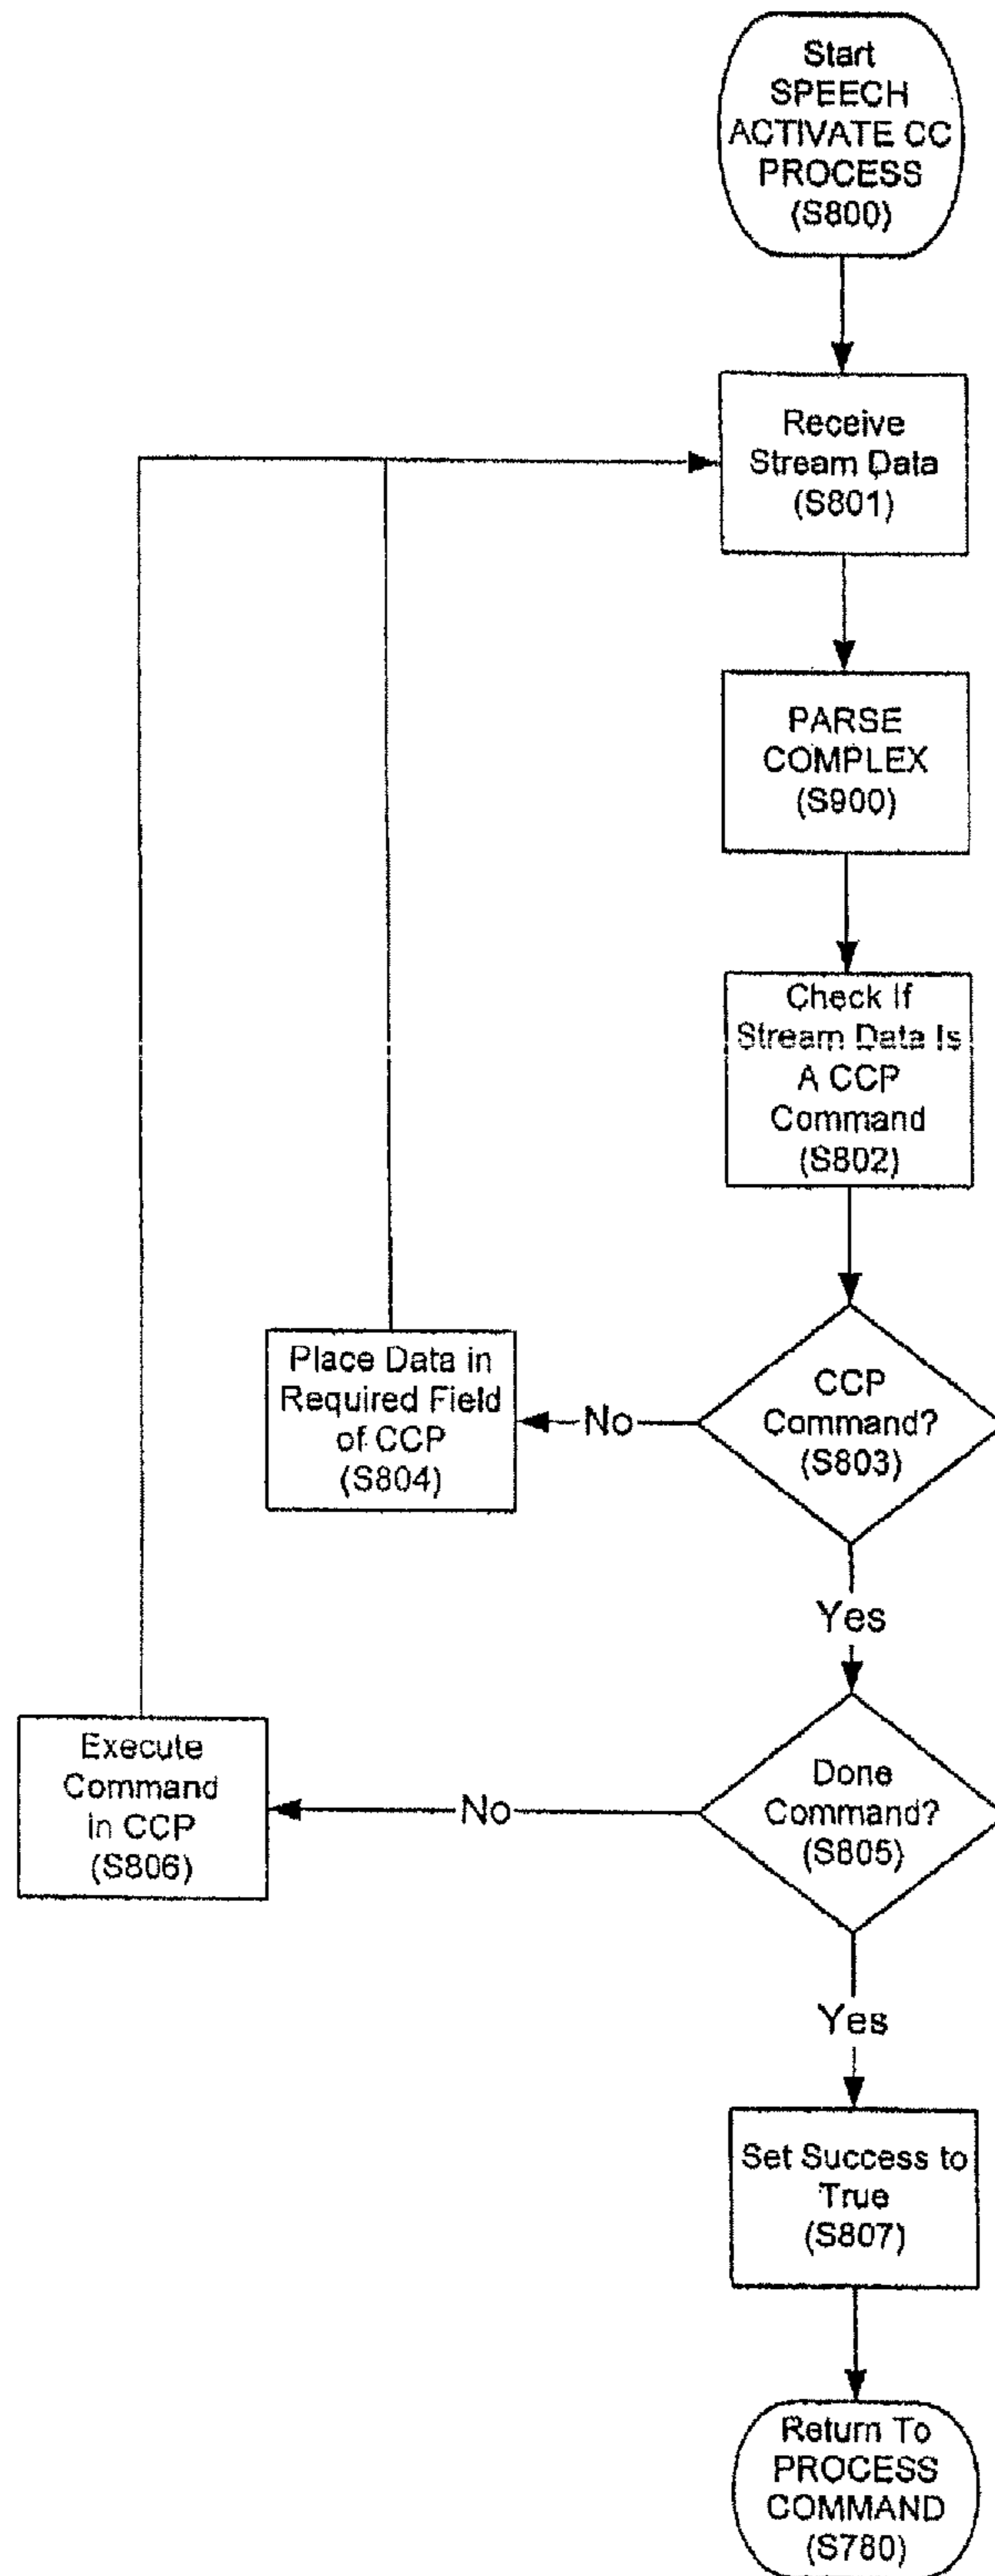 Start
SPEECH
ACTIVATE CC
PROCESS
(S800)
Receive
Stream Data
(S801)
PARSE
COMPLEX
(S900)
Check If
Stream Data Is
A CCP
Command
(S802)
CCP
Command?
(S803)
No
Place Data in
Required Field
of CCP
(S804)
Yes
Done
Command?
(S805)
No
Execute
Command
in CCP
(S806)
Yes
Set Success to
True
(S807)
Return To
PROCESS
COMMAND
(S780)